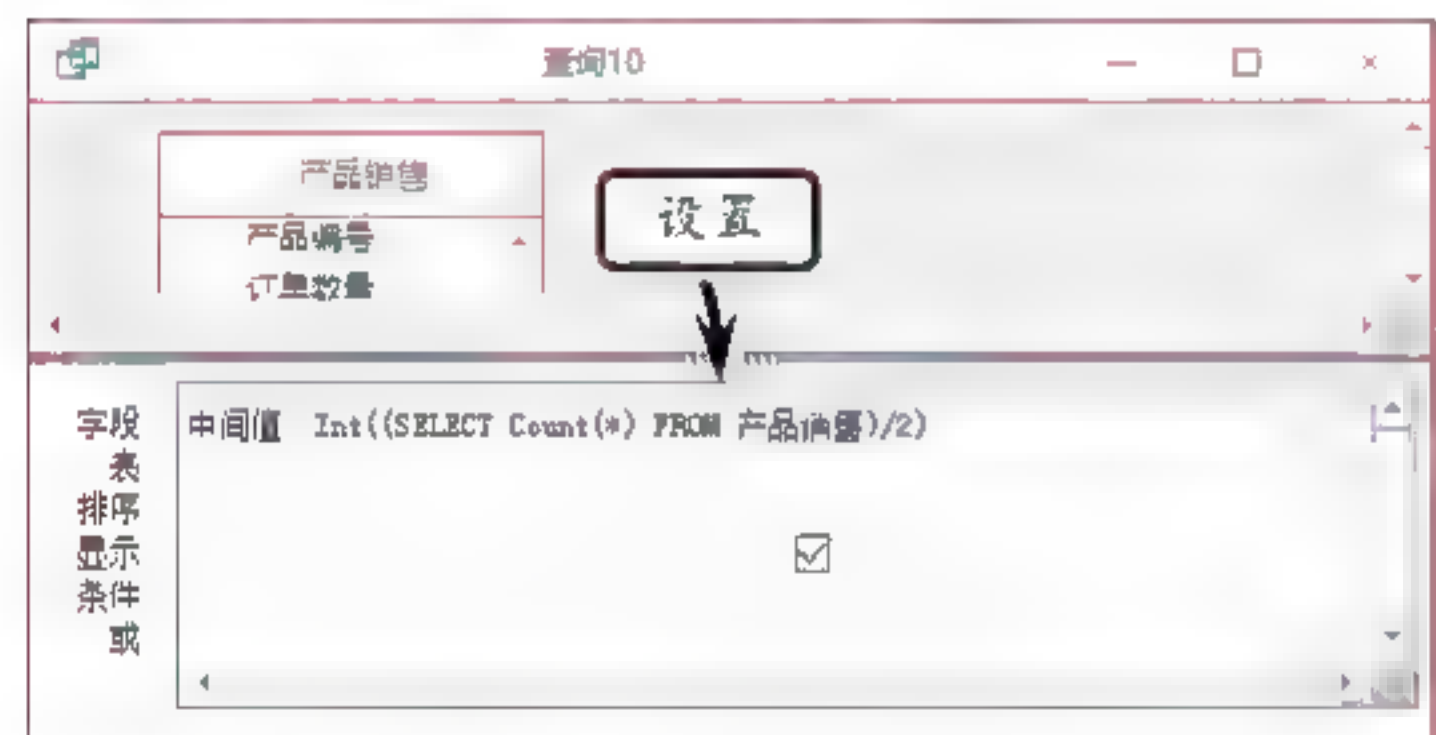 查询10
产品销售
设置
产品编号
订单数量
字段
中间值 Int((SELECT Count(*) FROM 产品销售)/2)
表
排序
显示
条件
或